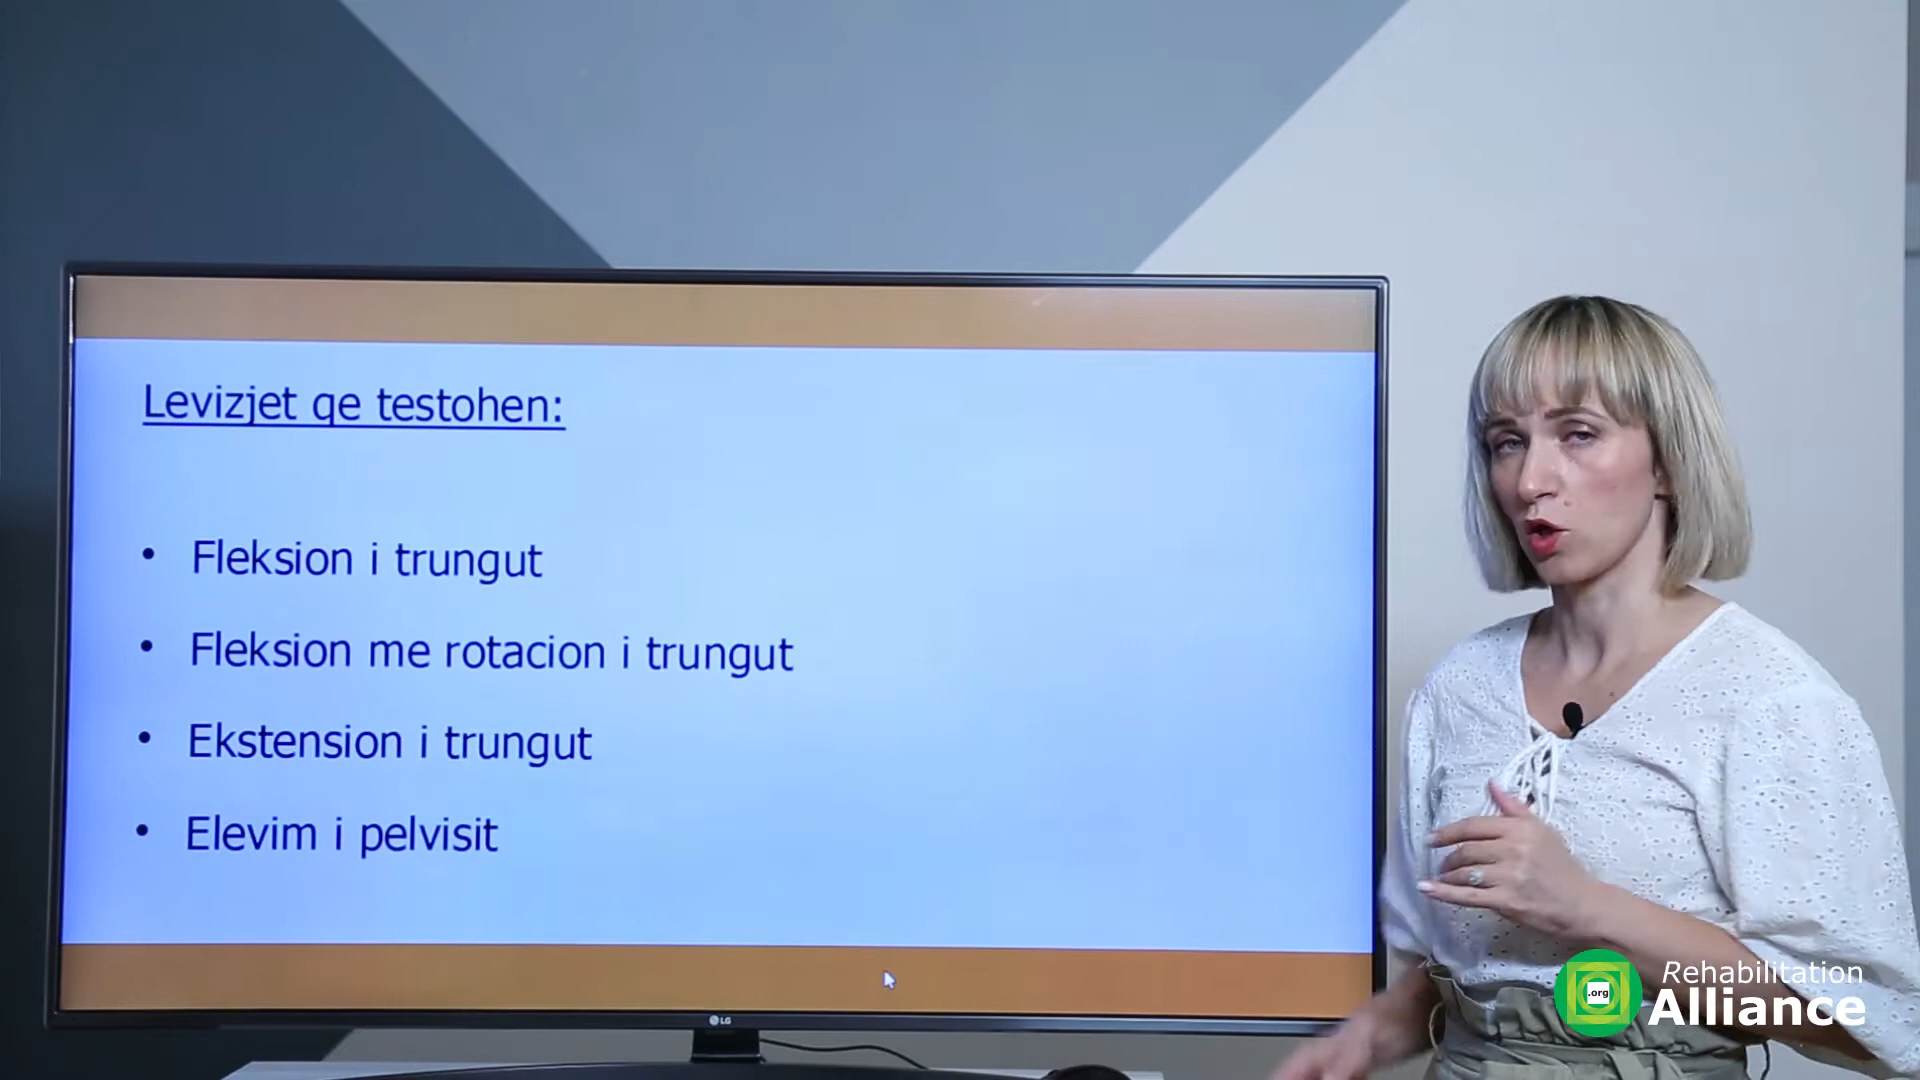 Levizjet qe testohen:
• Fleksion i trungut
• Fleksion me rotacion i trungut
• Ekstension i trungut
• Elevim i pelvisit
LG
.org
Rehabilitation
Alliance